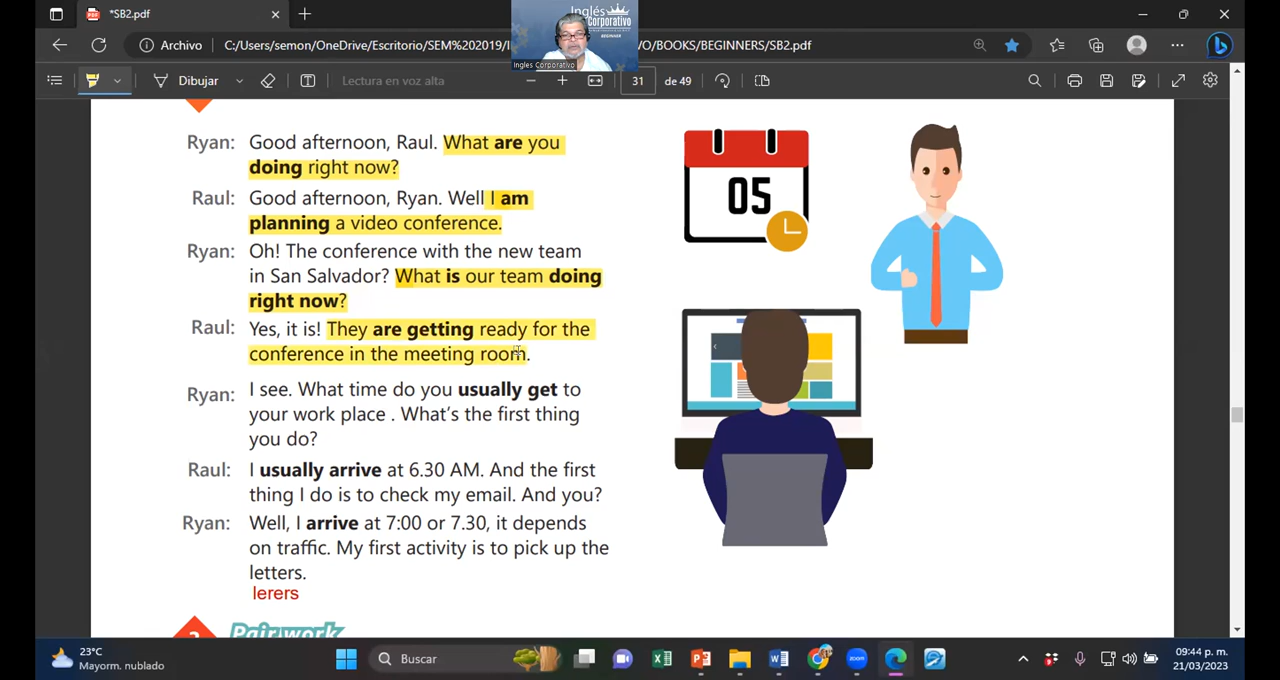 *SB2.pdf
Archivo
C:/Users/semon/OneDrive/Escritorio/SEM%202019/I
VO/BOOKS/BEGINNERS/SB2.pdf
Inglés
Corporativo
BEGINNER
Ingles Corporativo
Dibujar
Lectura en voz alta
31
de 49
Ryan: Good afternoon, Raul. What are you
doing right now?
Raul: Good afternoon, Ryan. Well I am
planning a video conference.
Ryan: Oh! The conference with the new team
in San Salvador? What is our team doing
right now?
Raul: Yes, it is! They are getting ready for the
conference in the meeting room.
Ryan: I see. What time do you usually get to
your work place . What's the first thing
you do?
Raul: I usually arrive at 6.30 AM. And the first
thing I do is to check my email. And you?
Ryan: Well, I arrive at 7:00 or 7.30, it depends
on traffic. My first activity is to pick up the
letters.
lerers
05
Pair work
23°C
Mayorm. nublado
Buscar
zoom
09:44 p. m.
21/03/2023